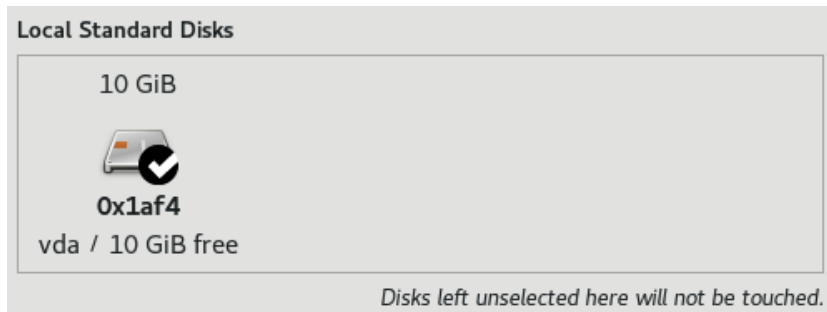 Local Standard Disks
10 GiB
0x1af4
vda / 10 GiB free
Disks left unselected here will not be touched.